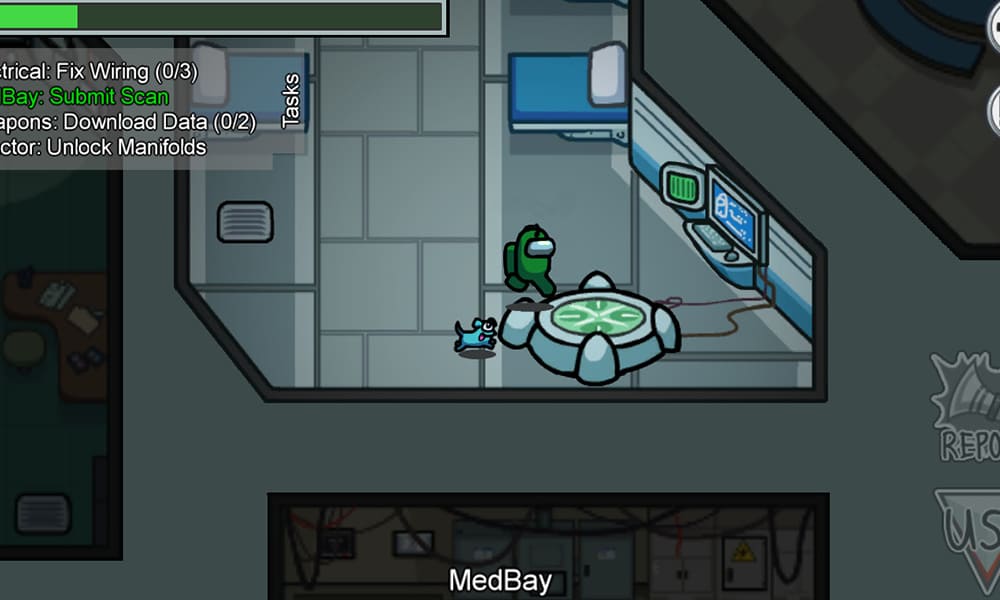 ctrical: Fix Wiring (0/3)
dBay: Submit Scan
apons: Download Data (0/2)
ctor: Unlock Manifolds
Tasks
REPO
US
MedBay